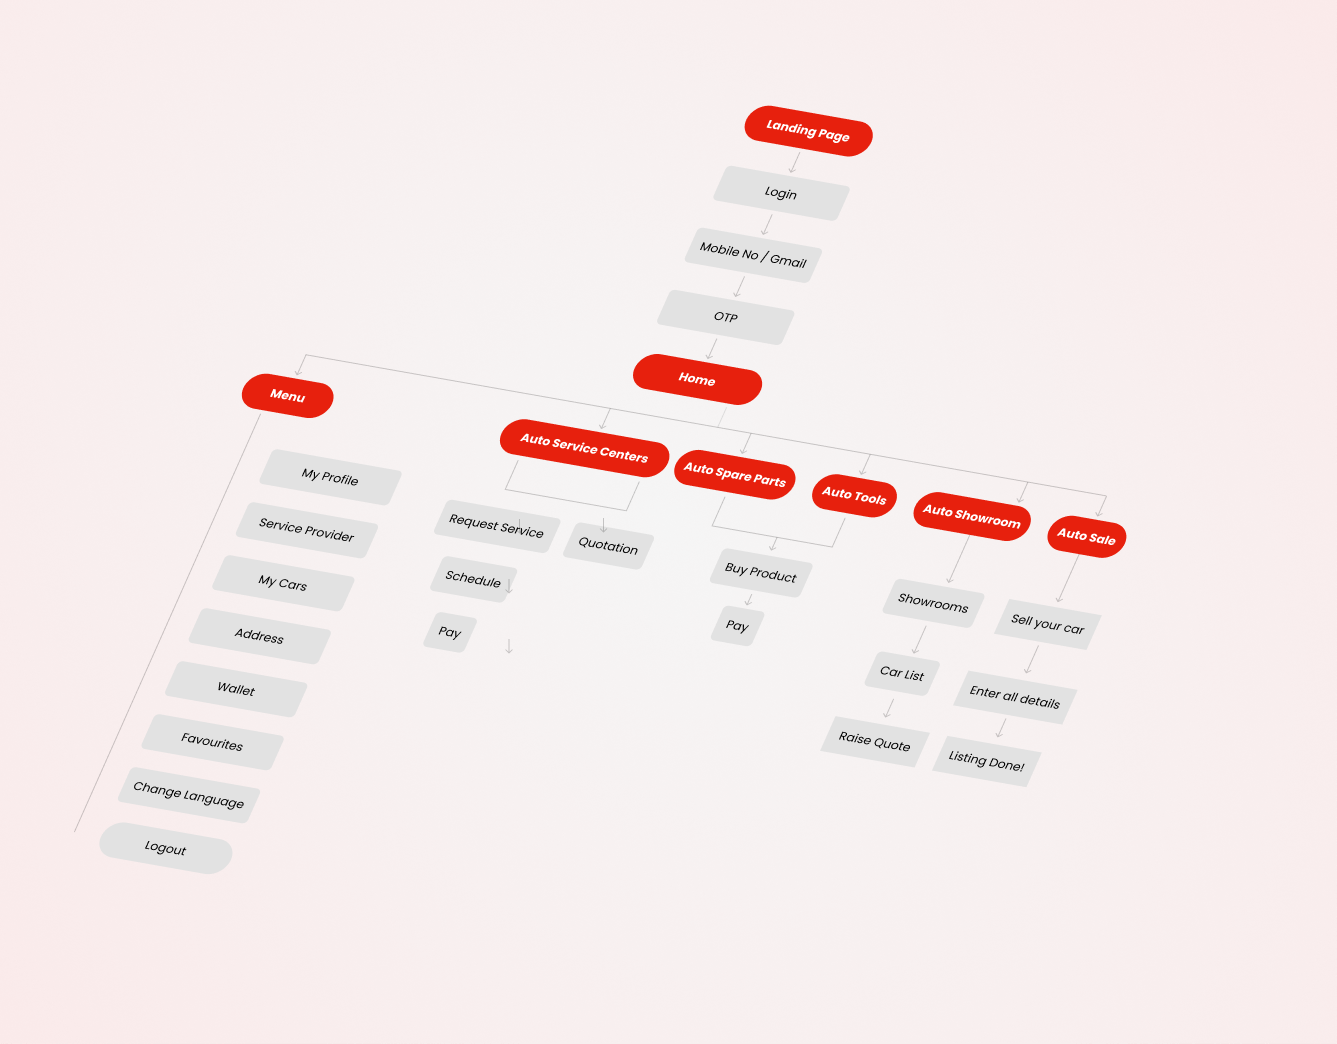 Landing Page
Login
Mobile No / Gmail
OTP
Home
Menu
My Profile
Service Provider
My Cars
Address
Wallet
Favourites
Change Language
Logout
Auto Service Centers
Request Service
Schedule
Pay
Quotation
Auto Spare Parts
Auto Tools
Buy Product
Pay
Auto Showroom
Showrooms
Car List
Raise Quote
Auto Sale
Sell your car
Enter all details
Listing Done!